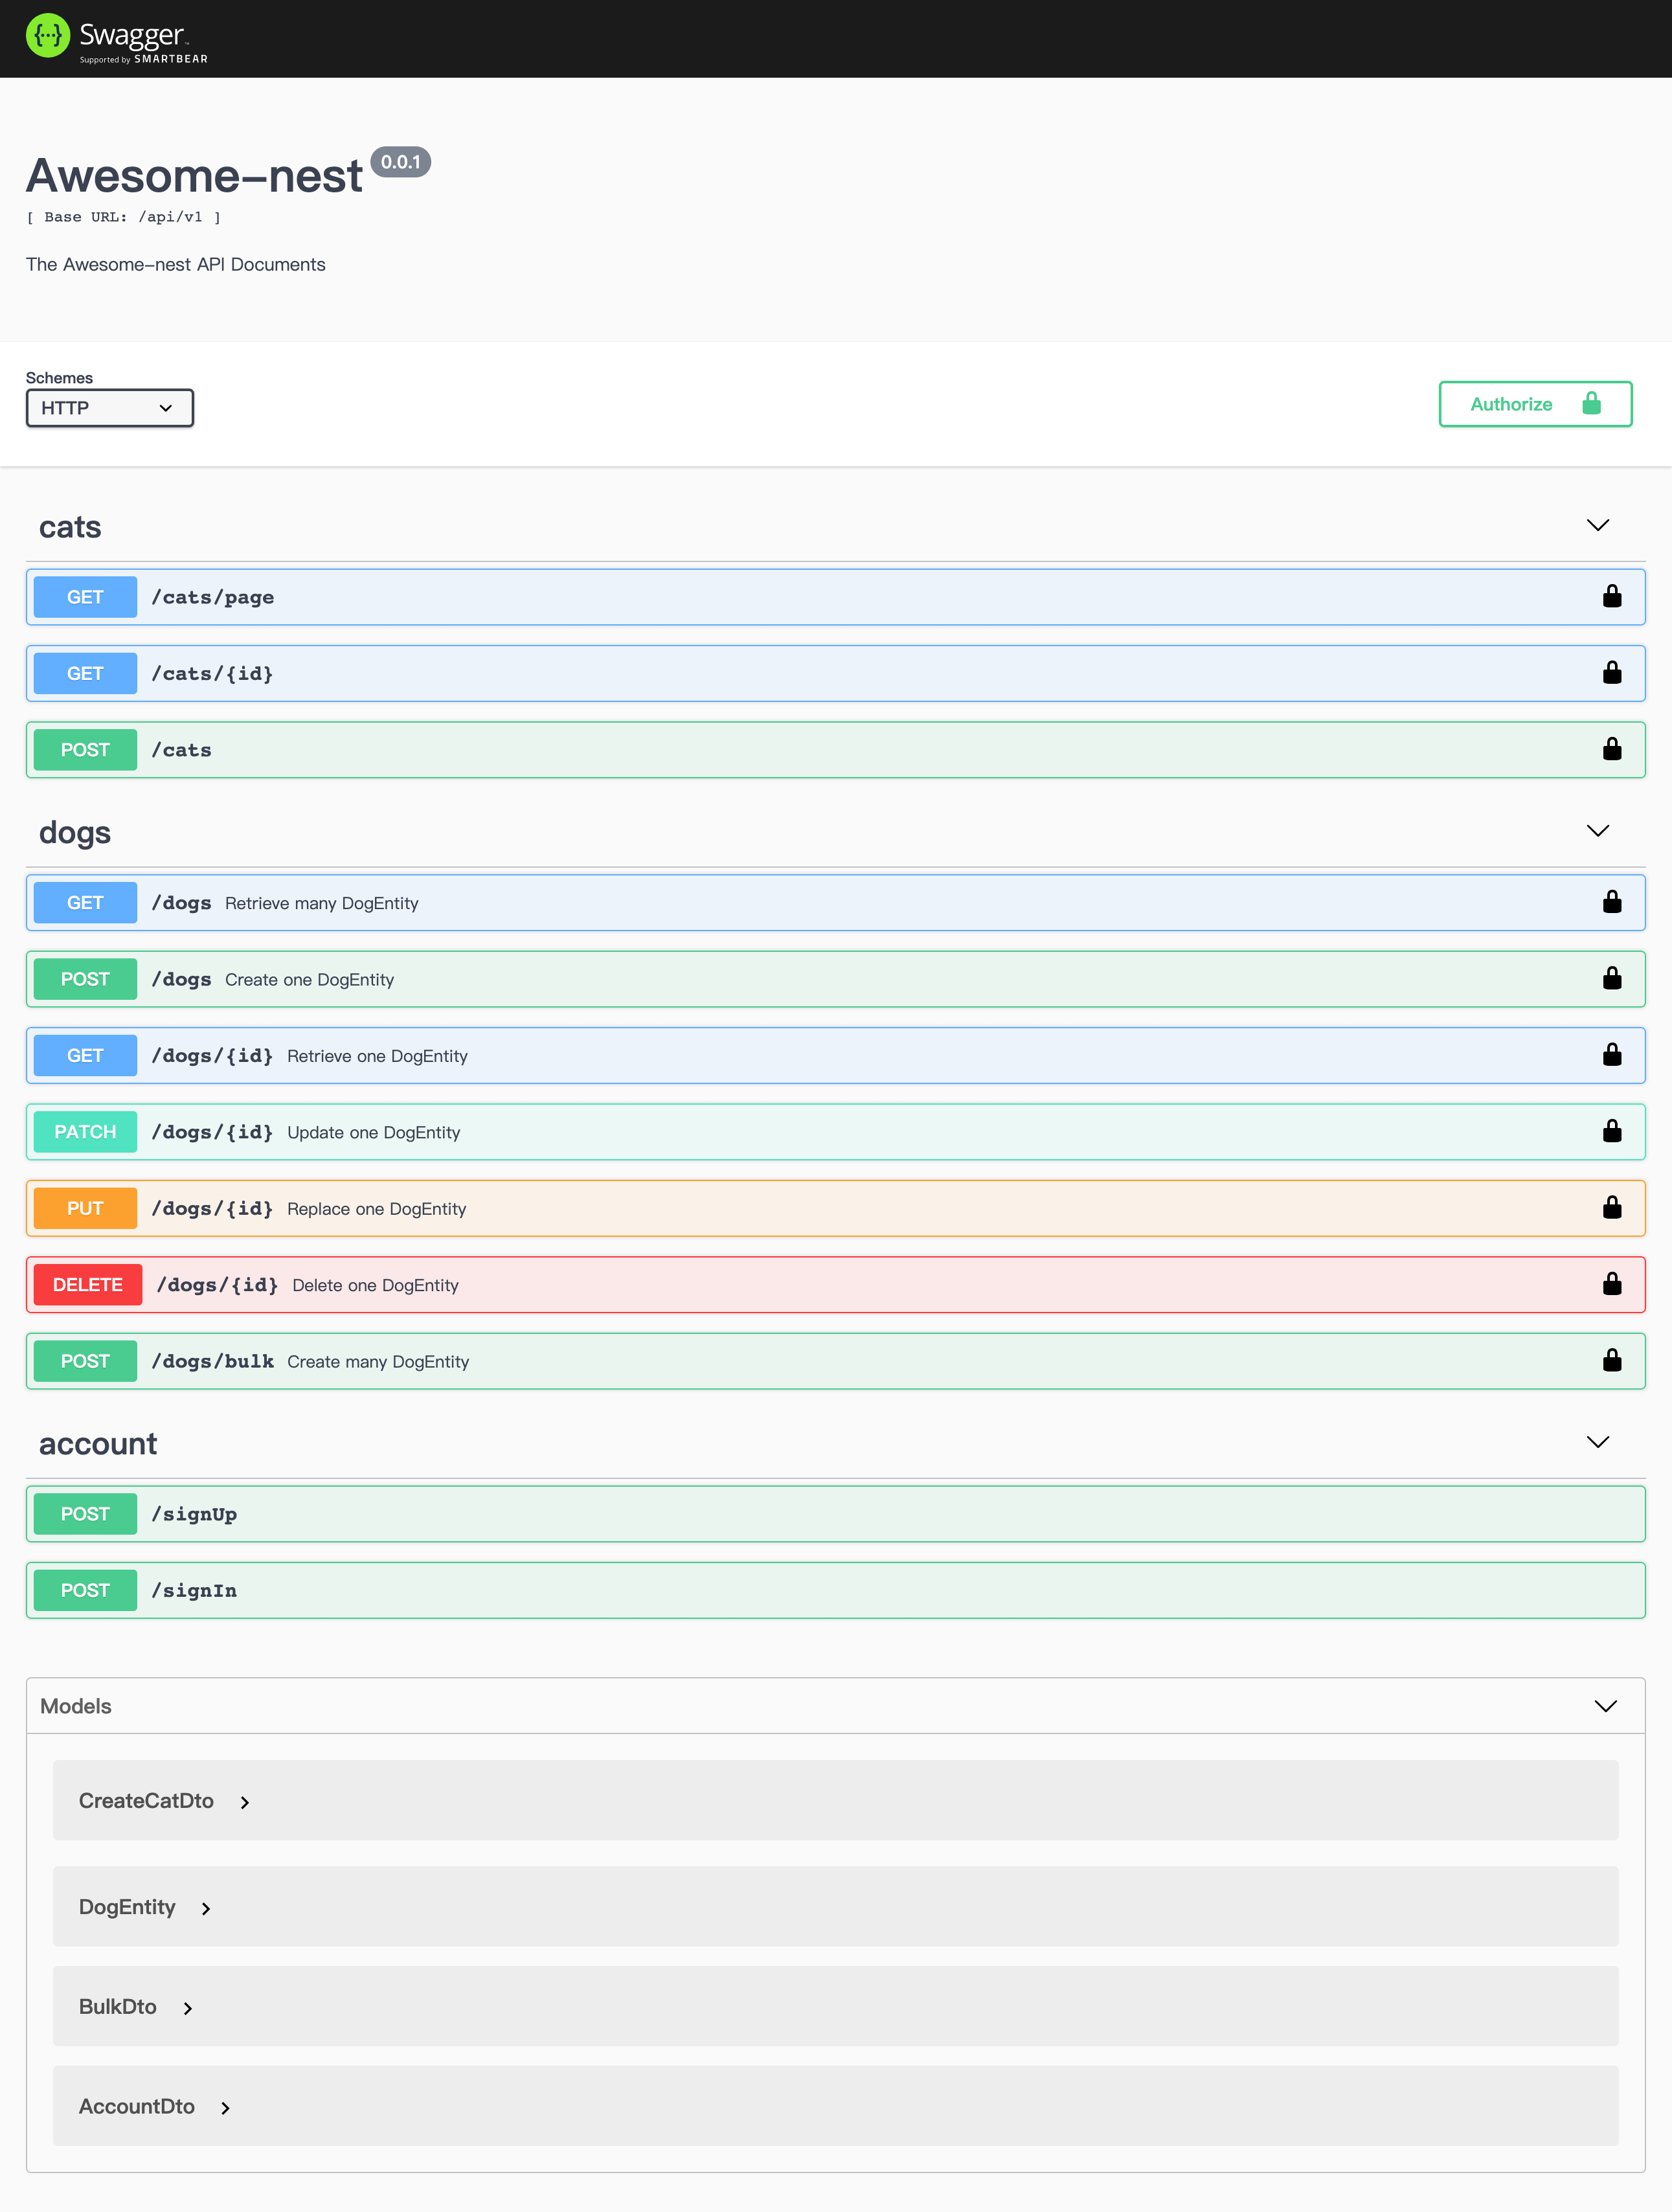 {···} Swagger™
Supported by SMARTBEAR
Awesome-nest 0.0.1
[ Base URL: /api/v1 ]
The Awesome-nest API Documents
Schemes
HTTP
Authorize
cats
GET /cats/page
GET /cats/{id}
POST /cats
dogs
GET /dogs Retrieve many DogEntity
POST /dogs Create one DogEntity
GET /dogs/{id} Retrieve one DogEntity
PATCH /dogs/{id} Update one DogEntity
PUT /dogs/{id} Replace one DogEntity
DELETE /dogs/{id} Delete one DogEntity
POST /dogs/bulk Create many DogEntity
account
POST /signUp
POST /signIn
Models
CreateCatDto
DogEntity
BulkDto
AccountDto